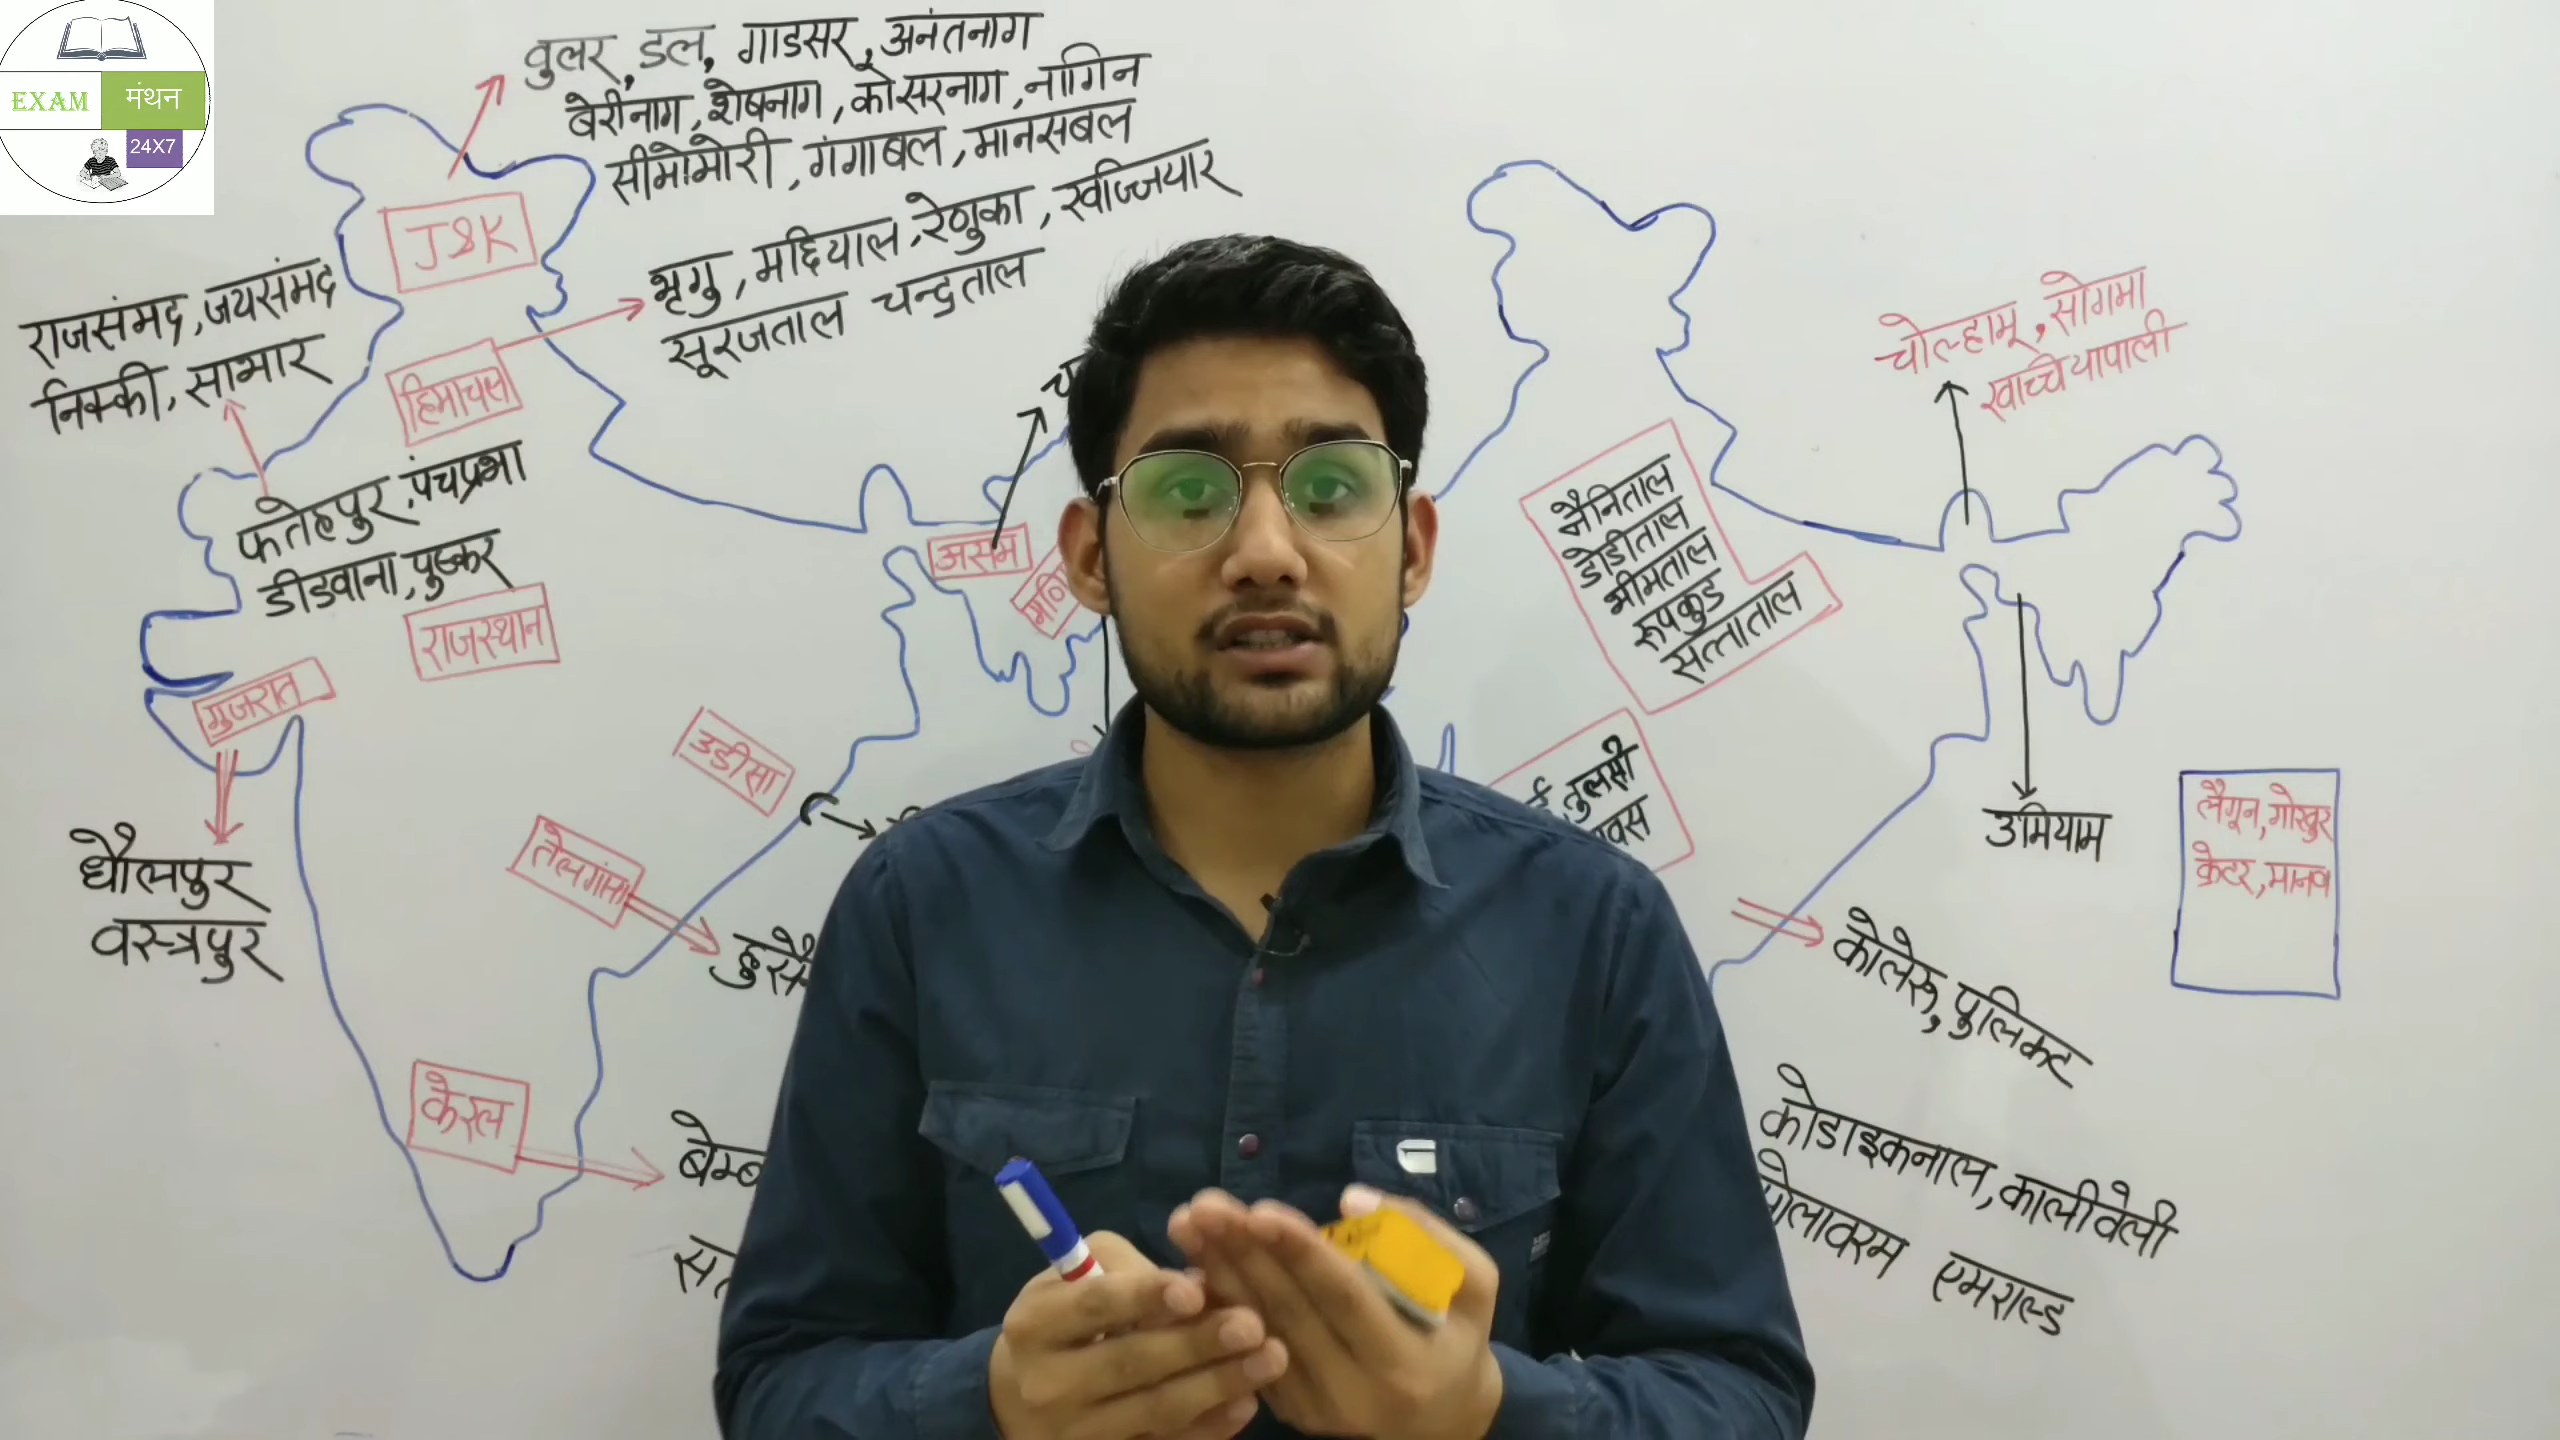 EXAM मंथन
24X7
वुलर, डल, गाडसर, अनंतनाग
बेरीनाग, शेषनाग, कोसरनाग, नागिन
सीमोमोरी, गंगाबल, मानसबल
J&K
भृगु, मद्दियाल, रेणुका, खज्जियार
सूरजताल चन्द्रताल
हिमाचल
राजसंमद, जयसंमद
निक्की, साभार
फतेहपुर, पंचप्रभा
डीडवाना, पुष्कर
राजस्थान
गुजरात
धौलपुर
वस्त्रपुर
असम
उडीसा
तेलगांना
केरल
चोल्हामू, सोगमा
खाच्चेयापाली
नैनिताल
डोडीताल
भीमताल
रूपकुड
सत्ताताल
तुलसी
उमियाम
लैगून, गोखुर
क्रेटर, मानव
कोलेरू, पुलिकट
कोडाइकनाल, कालीवेली
पोलावरम एमराल्ड